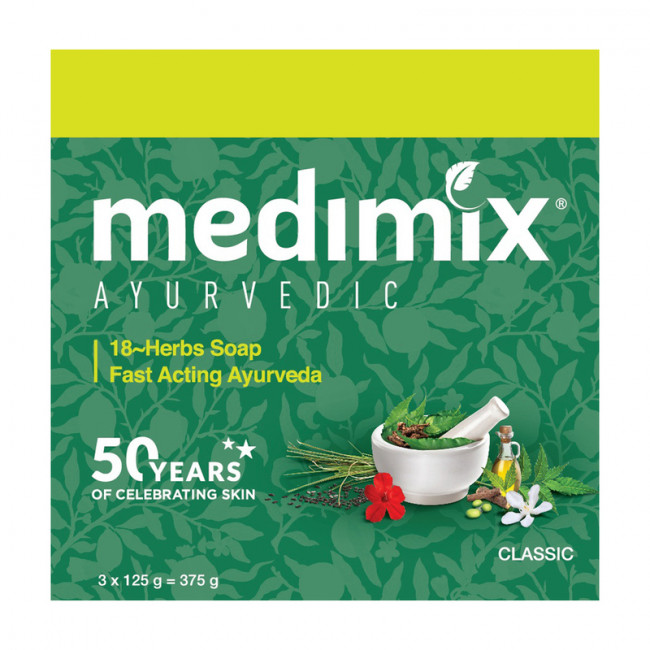 medimix®
AYURVEDIC
18~Herbs Soap
Fast Acting Ayurveda
50 YEARS
OF CELEBRATING SKIN
CLASSIC
3 x 125 g = 375 g